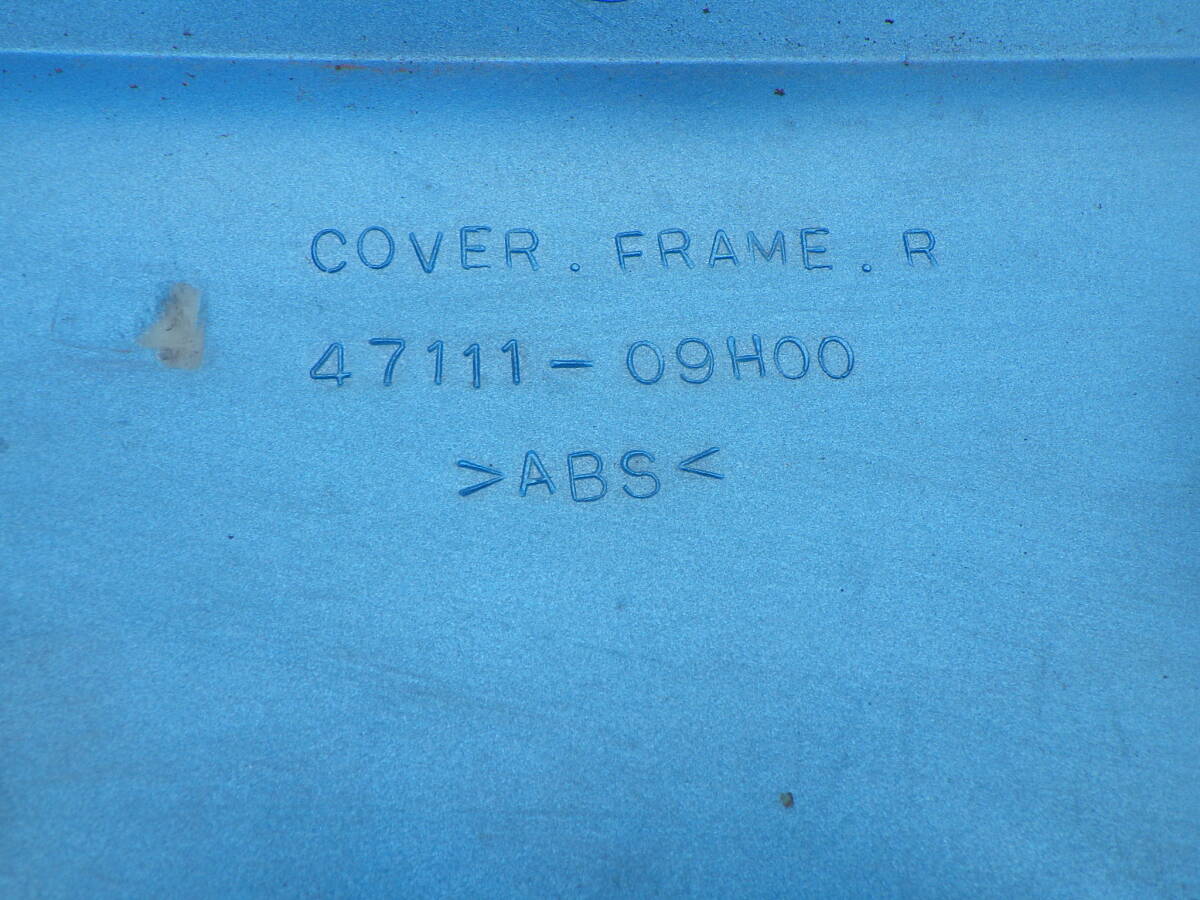 COVER . FRAME . R
47111-09H00
>ABS<